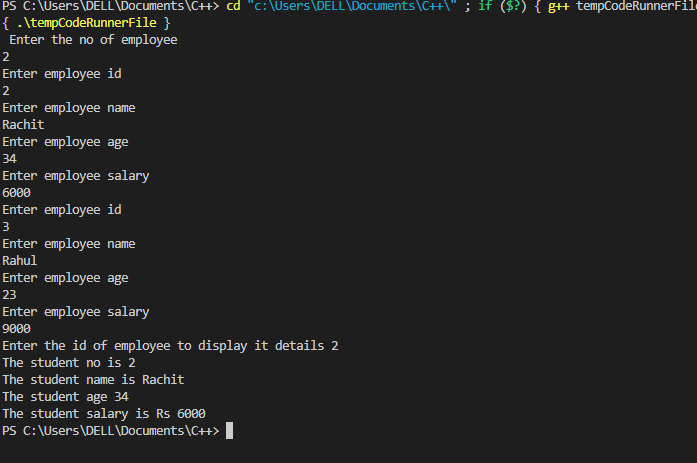 PS C:\Users\DELL\Documents\C++> cd "c:\Users\DELL\Documents\C++\" ; if ($?) { g++ tempCodeRunnerFile
{ .\tempCodeRunnerFile }
Enter the no of employee
2
Enter employee id
2
Enter employee name
Rachit
Enter employee age
34
Enter employee salary
6000
Enter employee id
3
Enter employee name
Rahul
Enter employee age
23
Enter employee salary
9000
Enter the id of employee to display it details 2
The student no is 2
The student name is Rachit
The student age 34
The student salary is Rs 6000
PS C:\Users\DELL\Documents\C++>